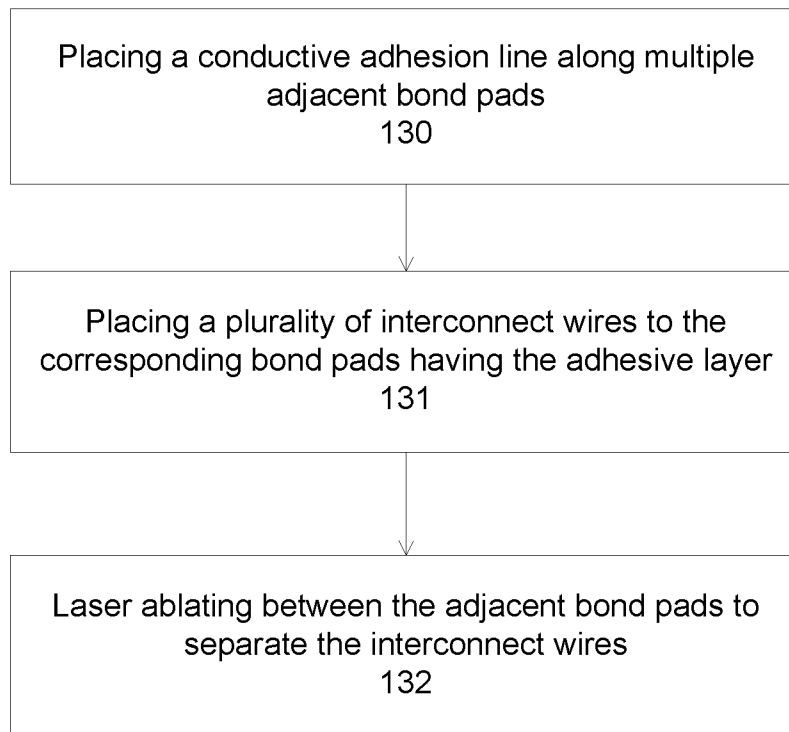 Placing a conductive adhesion line along multiple
adjacent bond pads
130
Placing a plurality of interconnect wires to the
corresponding bond pads having the adhesive layer
131
Laser ablating between the adjacent bond pads to
separate the interconnect wires
132